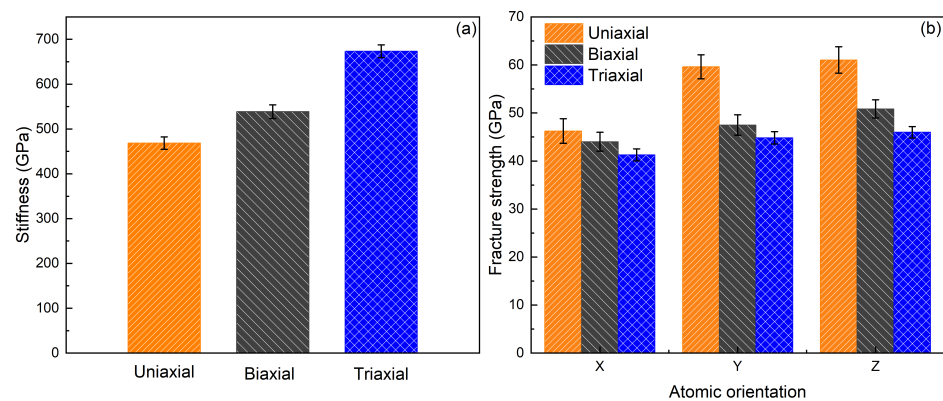 (a)
Stiffness (GPa)
700
600
500
400
300
200
100
0
Uniaxial Biaxial Triaxial
(b)
Uniaxial
Biaxial
Triaxial
Fracture strength (GPa)
70
60
50
40
30
20
10
0
X Y Z
Atomic orientation